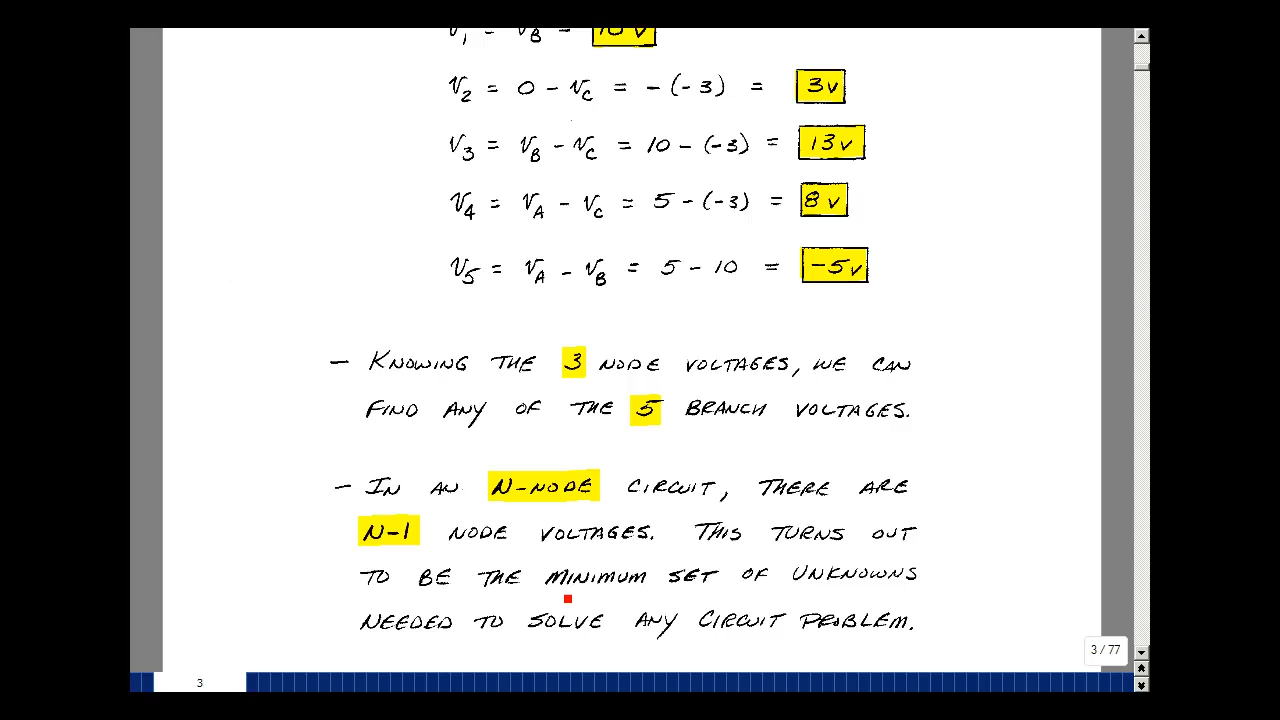 V1 = VB = 10V
V2 = 0 - VC = -(-3) = 3V
V3 = VB - VC = 10 - (-3) = 13V
V4 = VA - VC = 5 - (-3) = 8V
V5 = VA - VB = 5 - 10 = -5V
- KNOWING THE 3 NODE VOLTAGES, WE CAN
FIND ANY OF THE 5 BRANCH VOLTAGES.
- IN AN N-NODE CIRCUIT, THERE ARE
N-1 NODE VOLTAGES. THIS TURNS OUT
TO BE THE MINIMUM SET OF UNKNOWNS
NEEDED TO SOLVE ANY CIRCUIT PROBLEM.
3 / 77
3